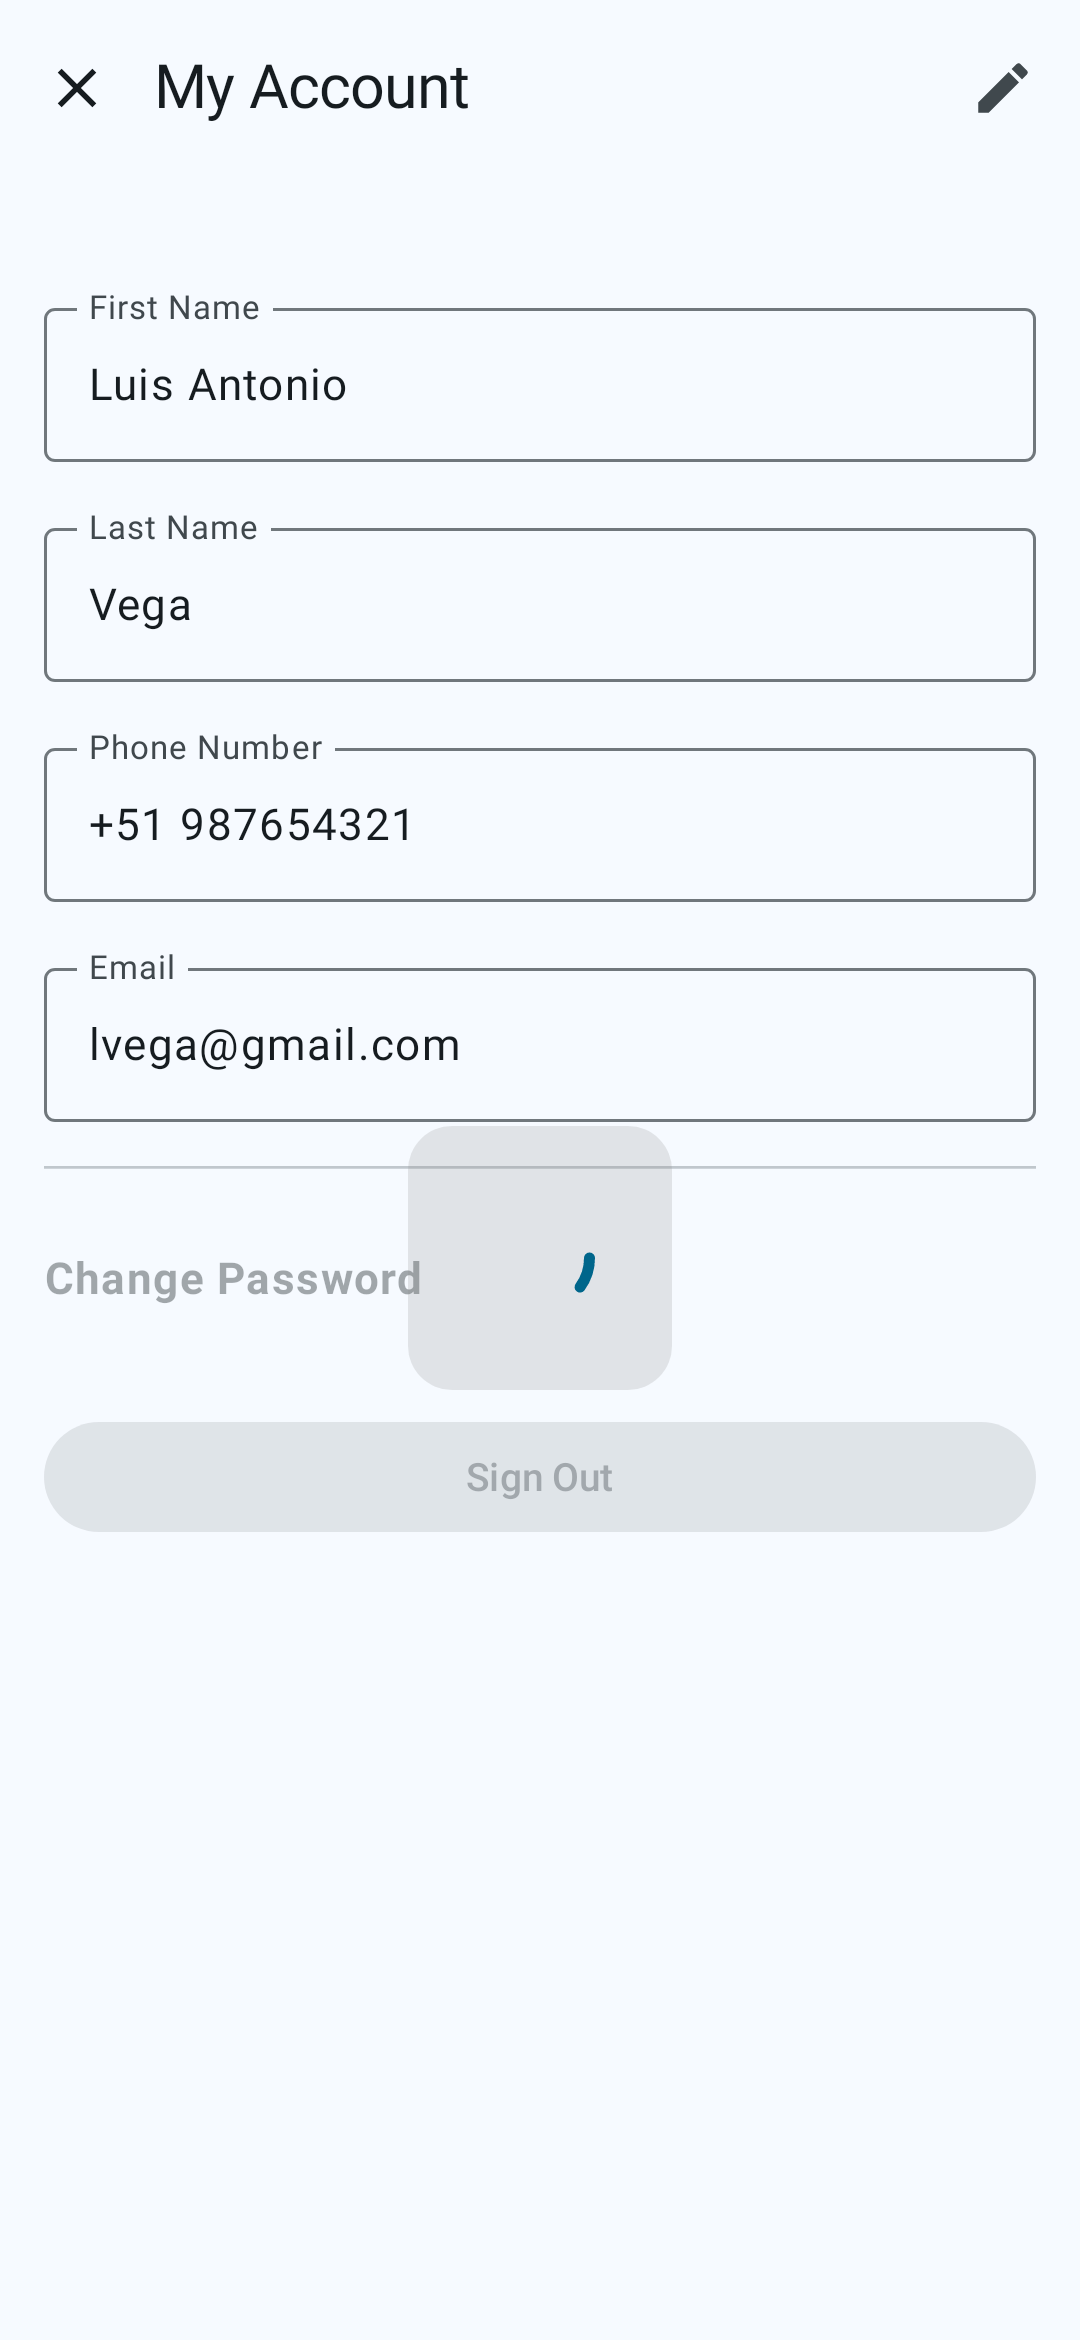 My Account
First Name
Luis Antonio
Last Name
Vega
Phone Number
+51 987654321
Email
lvega@gmail.com
Change Password
Sign Out